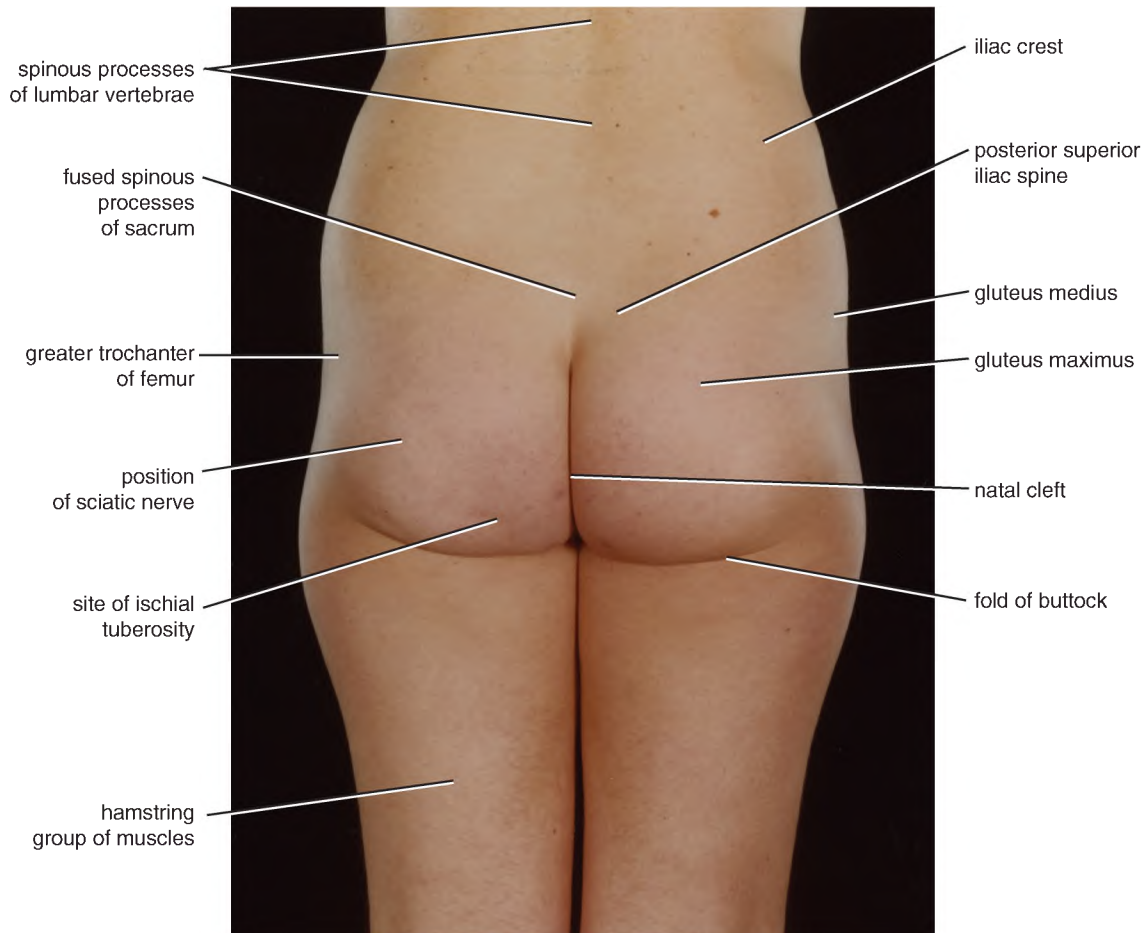 spinous processes
of lumbar vertebrae
fused spinous
processes
of sacrum
greater trochanter
of femur
position
of sciatic nerve
site of ischial
tuberosity
hamstring
group of muscles
iliac crest
posterior superior
iliac spine
gluteus medius
gluteus maximus
natal cleft
fold of buttock